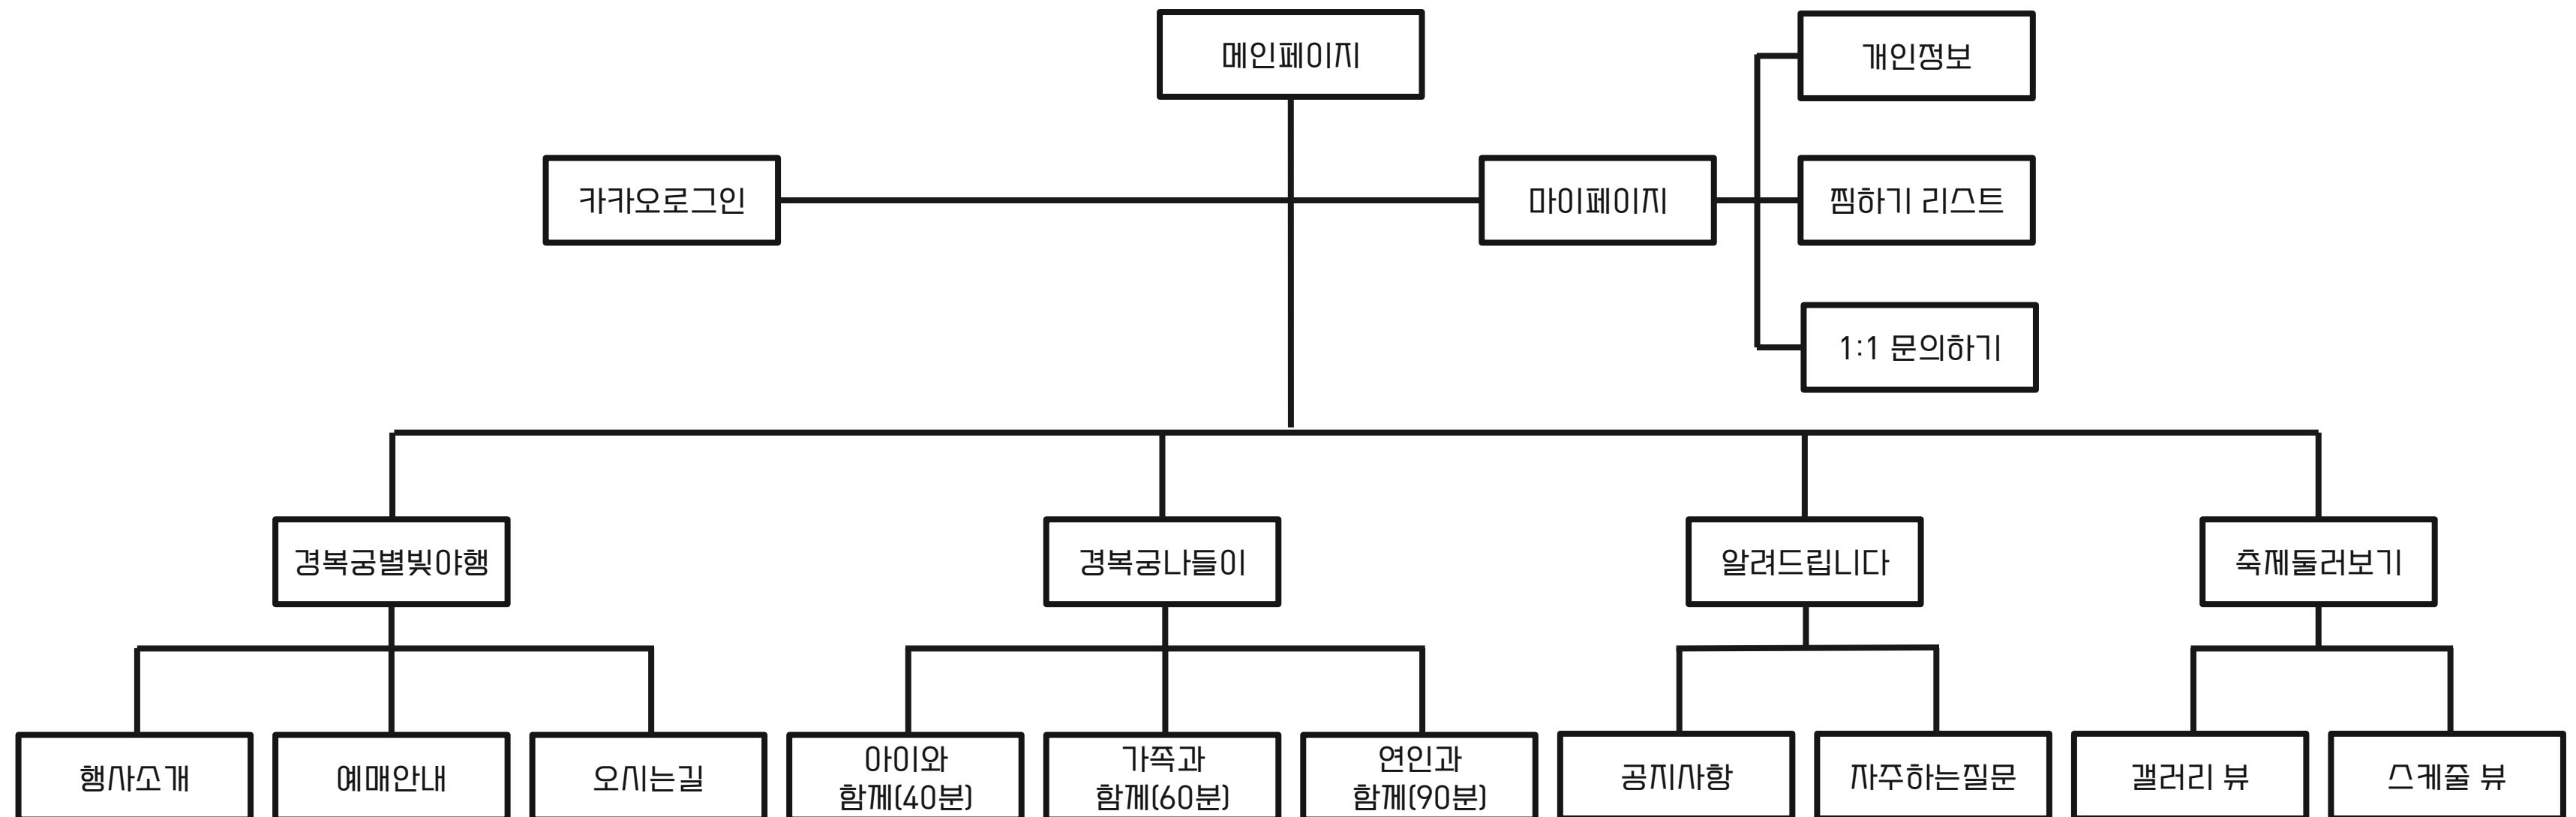 메인페이지
개인정보
카카오로그인
마이페이지
찜하기 리스트
1:1 문의하기
경복궁별빛야행
경복궁나들이
알려드립니다
축제둘러보기
행사소개
예매안내
오시는길
아이와
함께(40분)
가족과
함께(60분)
연인과
함께(90분)
공지사항
자주하는질문
갤러리 뷰
스케줄 뷰